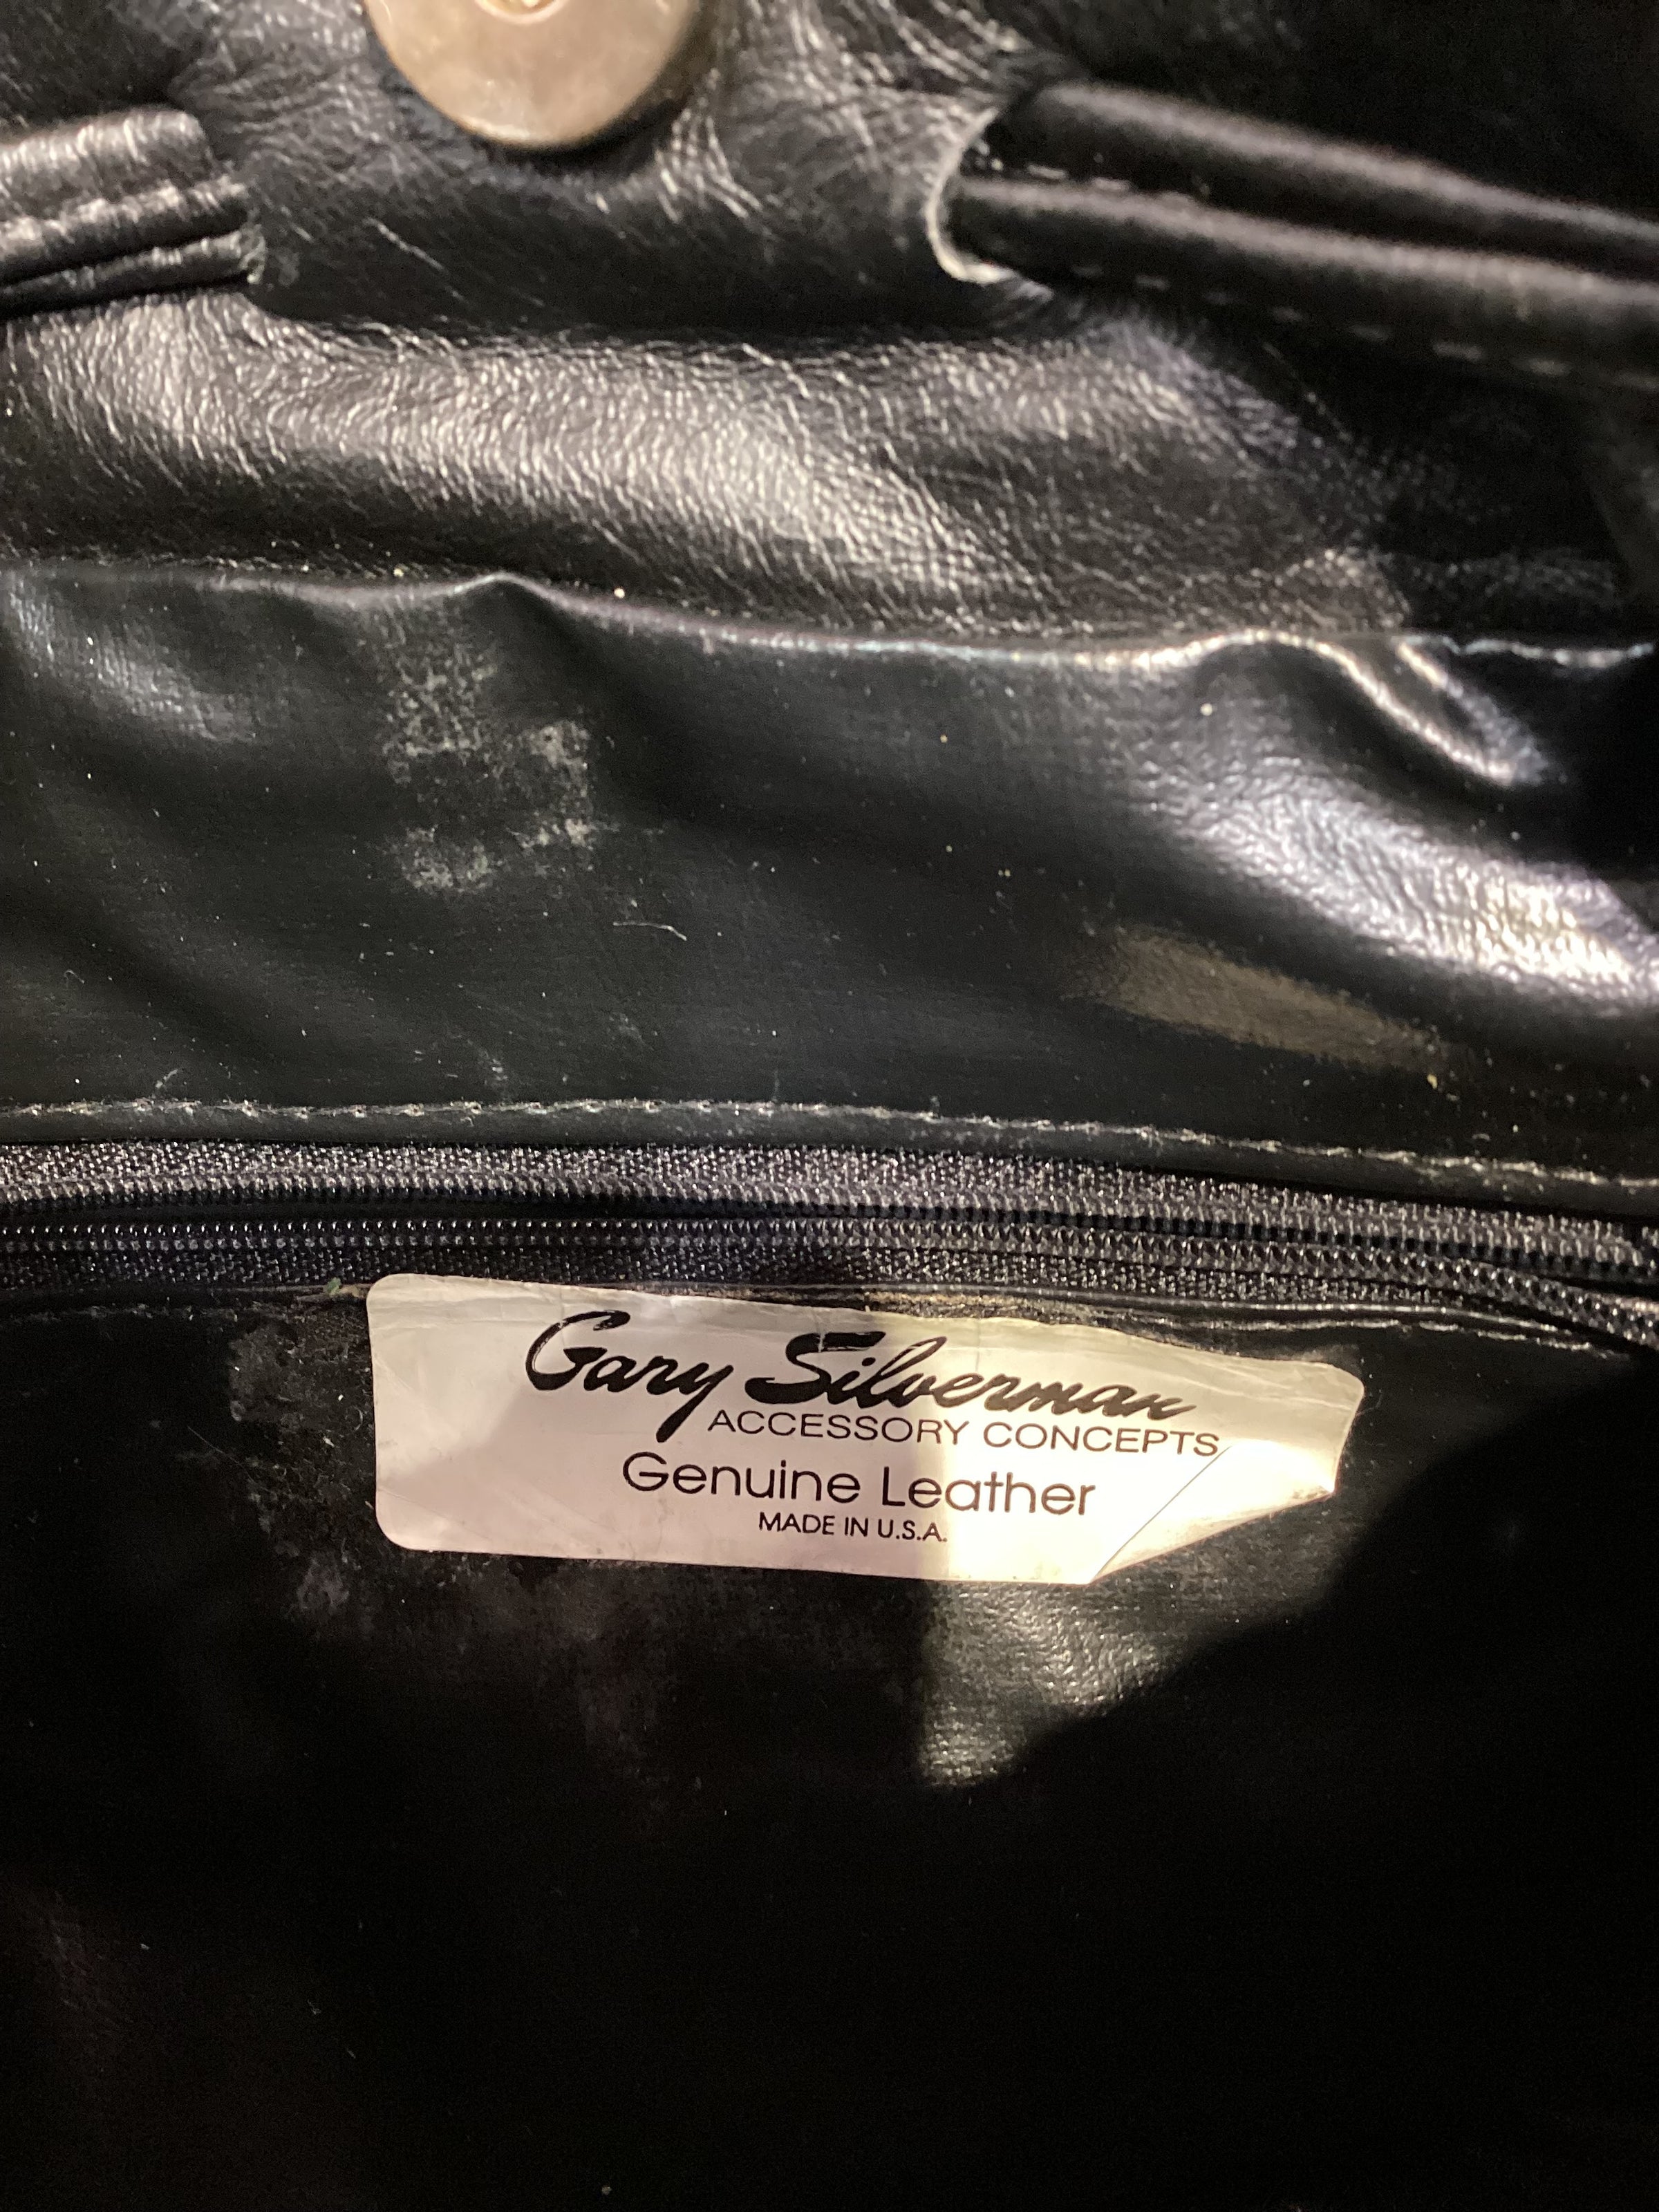 Gary Silverman
ACCESSORY CONCEPTS
Genuine Leather
MADE IN U.S.A.